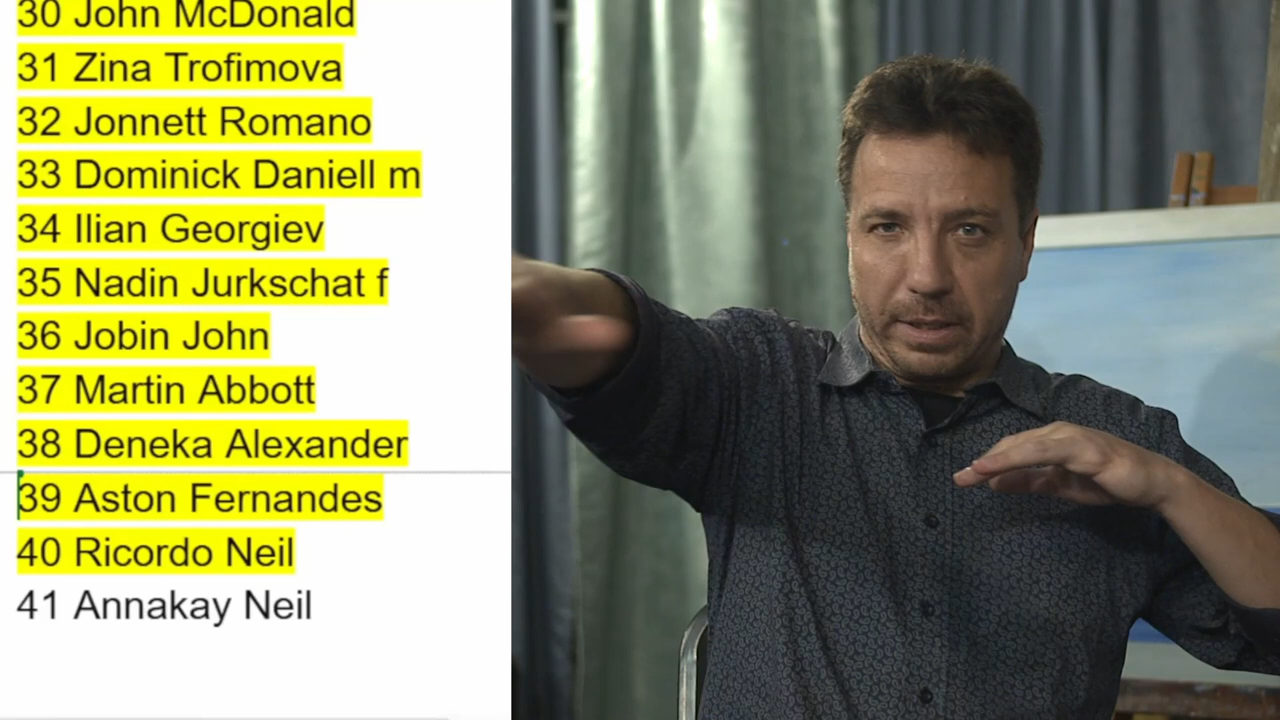 30 John McDonald
31 Zina Trofimova
32 Jonnett Romano
33 Dominick Daniell m
34 Ilian Georgiev
35 Nadin Jurkschat f
36 Jobin John
37 Martin Abbott
38 Deneka Alexander
39 Aston Fernandes
40 Ricordo Neil
41 Annakay Neil